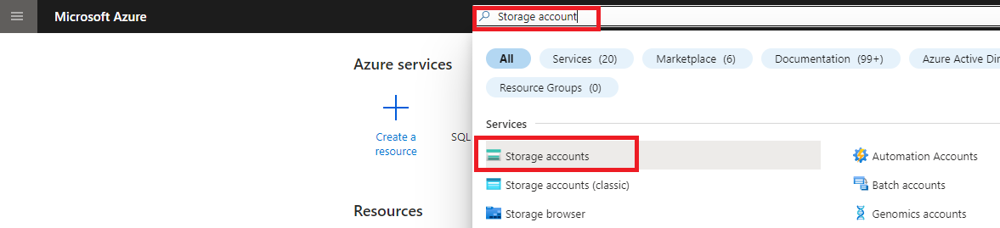 Microsoft Azure
Storage account
All
Services (20)
Marketplace (6)
Documentation (99+)
Azure Active Dir
Resource Groups (0)
Azure services
Create a
resource
SQL
Resources
Services
Storage accounts
Storage accounts (classic)
Storage browser
Automation Accounts
Batch accounts
Genomics accounts